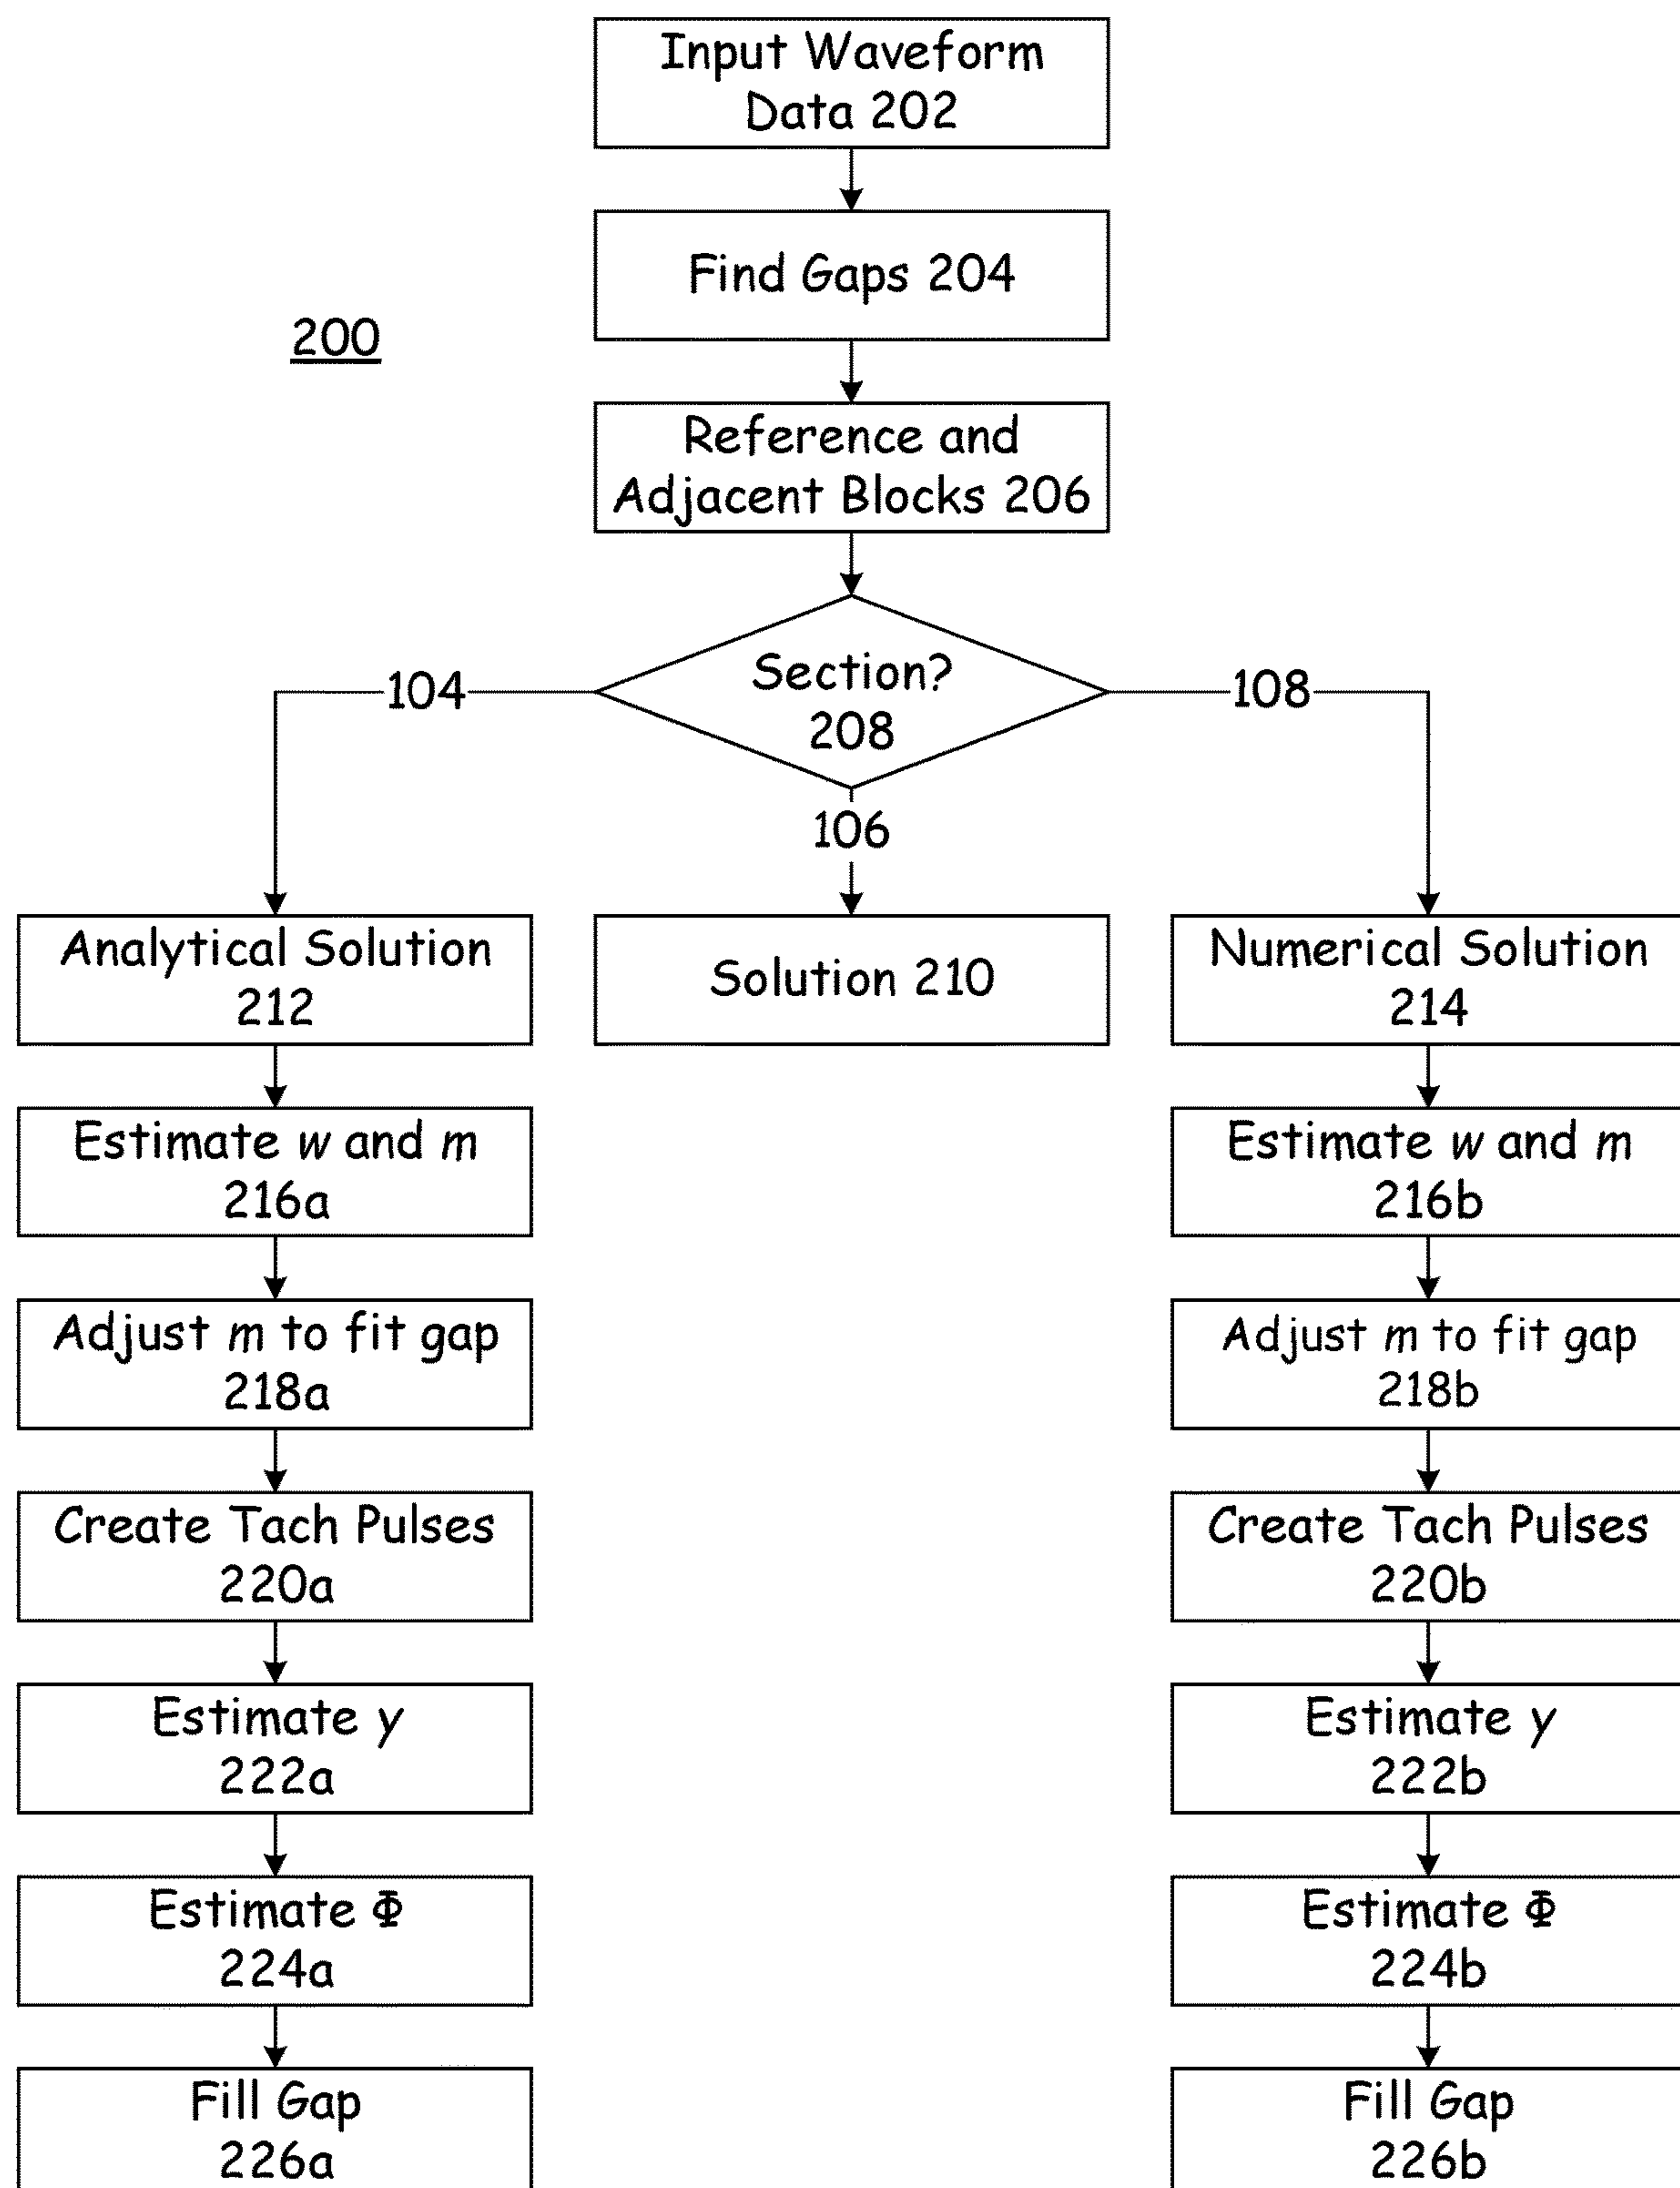 Input Waveform
Data 202
Find Gaps 204
200
Reference and
Adjacent Blocks 206
Section?
208
104
108
106
Analytical Solution
212
Solution 210
Numerical Solution
214
Estimate w and m
216a
Estimate w and m
216b
Adjust m to fit gap
218a
Adjust m to fit gap
218b
Create Tach Pulses
220a
Create Tach Pulses
220b
Estimate y
222a
Estimate y
222b
Estimate Φ
224a
Estimate Φ
224b
Fill Gap
226a
Fill Gap
226b